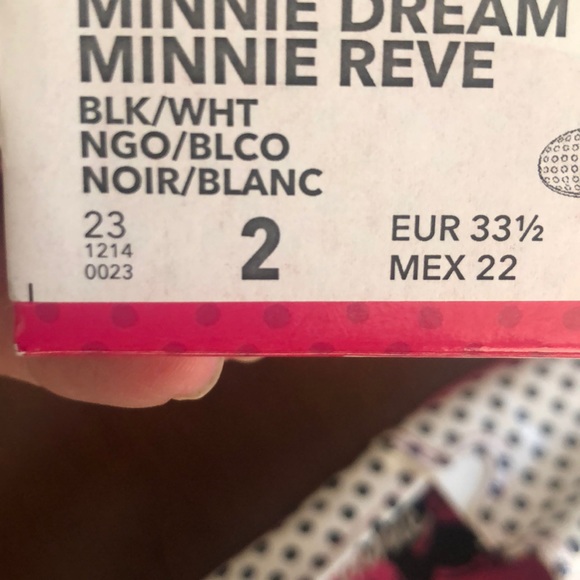 MINNIE DREAM
MINNIE REVE
BLK/WHT
NGO/BLCO
NOIR/BLANC
23
1214
0023
2
EUR 33½
MEX 22